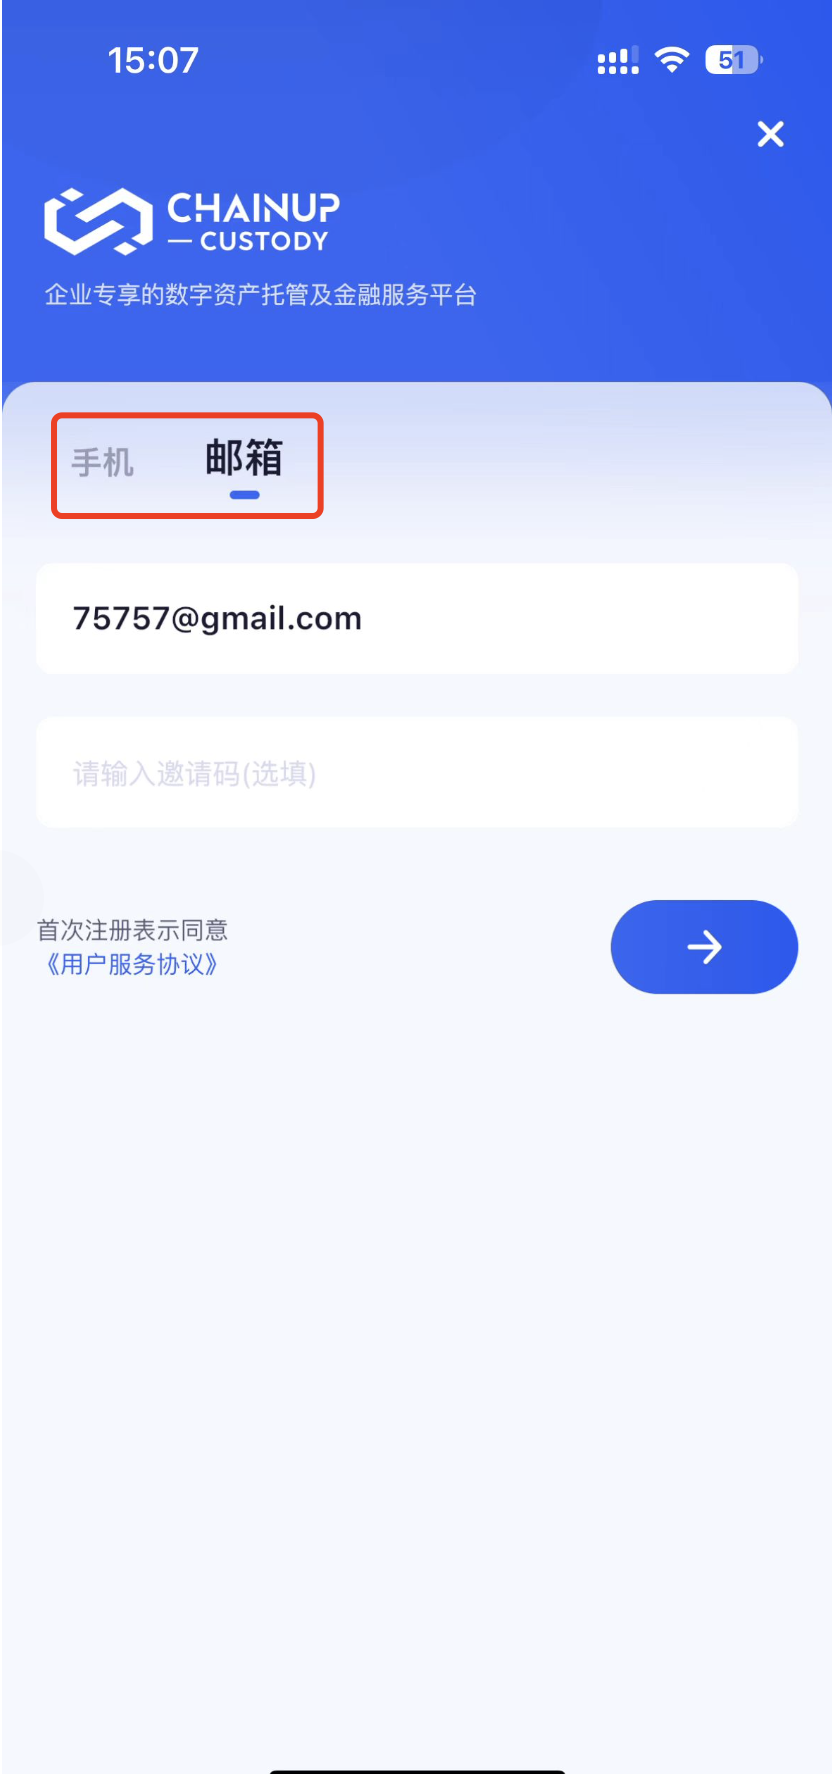 15:07
51
CHAINUP
CUSTODY
企业专享的数字资产托管及金融服务平台
手机 邮箱
75757@gmail.com
请输入邀请码(选填)
首次注册表示同意
《用户服务协议》